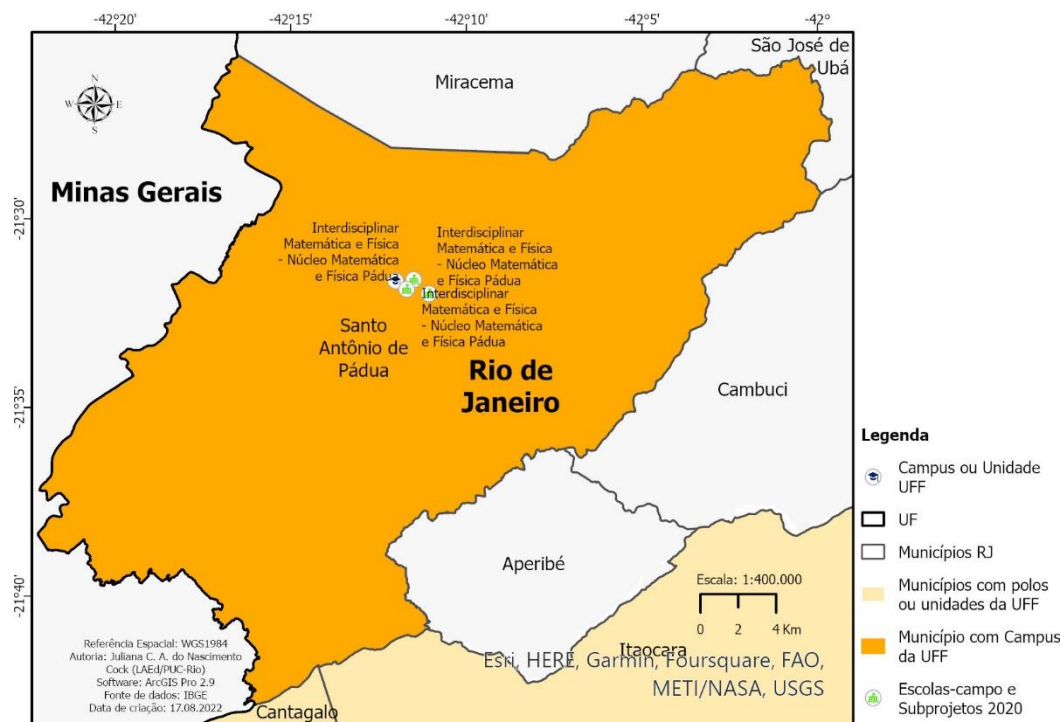 -42°20'
-42°15'
-42°10'
-42°5'
-42°
São José de
Ubá
Miracema
N
W
E
S
Minas Gerais
-21°30'
-21°35'
-21°40'
Interdisciplinar
Matemática e Física
- Núcleo Matemática
e Física Pádua
Interdisciplinar
Matemática e Física
- Núcleo Matemática
e Física Pádua
Interdisciplinar
Matemática e Física
- Núcleo Matemática
e Física Pádua
Santo
Antônio de
Pádua
Rio de
Janeiro
Cambuci
Aperibé
Escala: 1:400.000
0 2 4 Km
Itaocara
Esri, HERE, Garmin, Foursquare, FAO,
METI/NASA, USGS
Cantagalo
Referência Espacial: WGS1984
Autoria: Juliana C. A. do Nascimento
Cock (LAEd/PUC-Rio)
Software: ArcGIS Pro 2.9
Fonte de dados: IBGE
Data de criação: 17.08.2022
Legenda
Campus ou Unidade
UFF
UF
Municípios RJ
Municípios com polos
ou unidades da UFF
Município com Campus
da UFF
Escolas-campo e
Subprojetos 2020